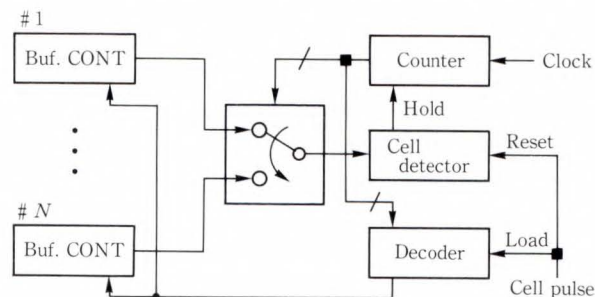 #1
Buf. CONT
# N
Buf. CONT
Counter
Clock
Hold
Cell
detector
Reset
Decoder
Load
Cell pulse